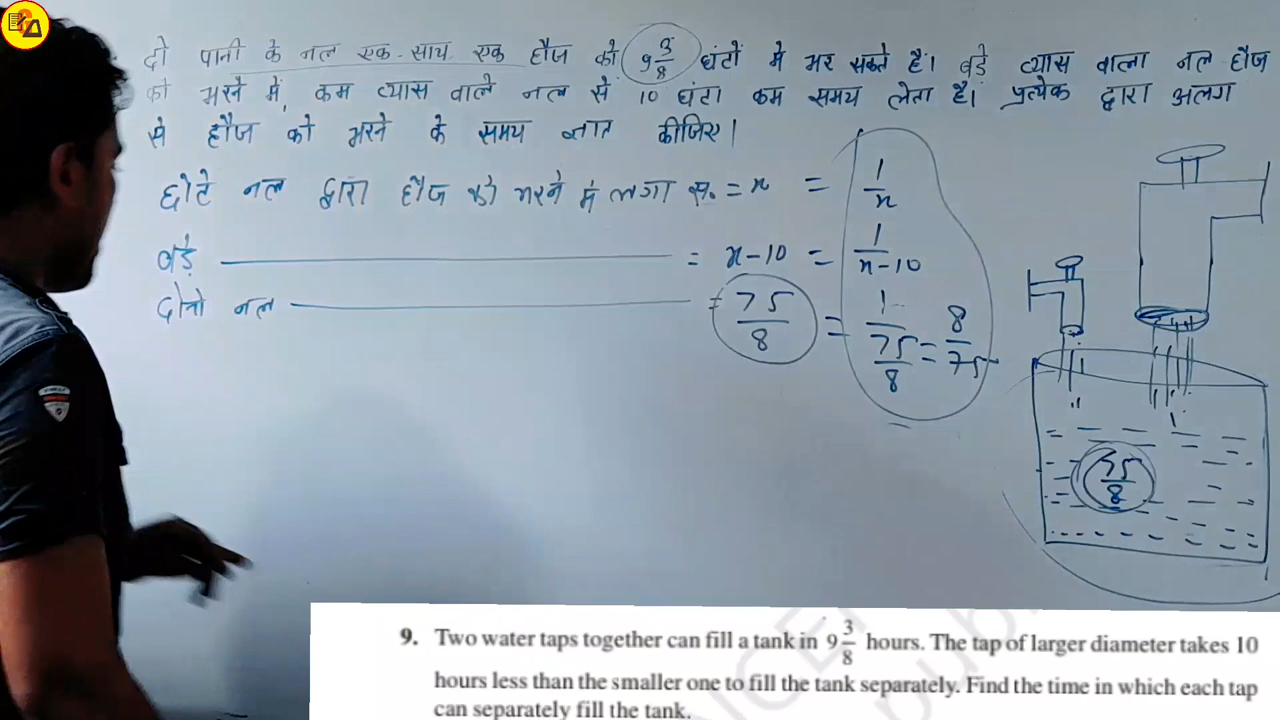 दो पानी के नल एक-साथ एक हौज को 9 3/8 घंटों मे भर सकते हैं। बड़े व्यास वाला नल हौज
को भरने में, कम व्यास वाले नल से 10 घंटा कम समय लेता है। प्रत्येक द्वारा अलग
से हौज को भरने के समय ज्ञात कीजिए।
छोटे नल द्वारा हौज को भरने में लगा स० = x = 1/x
बड़े = x-10 = 1/x-10
दोनो नल = 75/8 = 1/75/8 = 8/75
75/8
9. Two water taps together can fill a tank in 9 3/8 hours. The tap of larger diameter takes 10
hours less than the smaller one to fill the tank separately. Find the time in which each tap
can separately fill the tank.